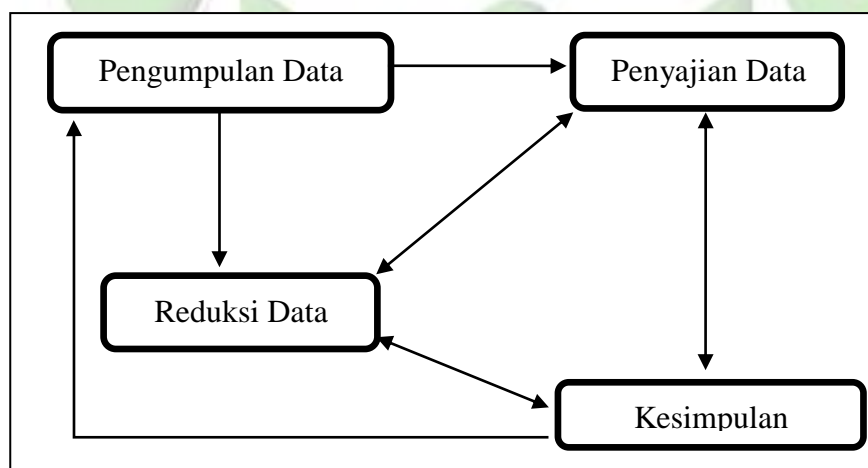 Pengumpulan Data
Penyajian Data
Reduksi Data
Kesimpulan